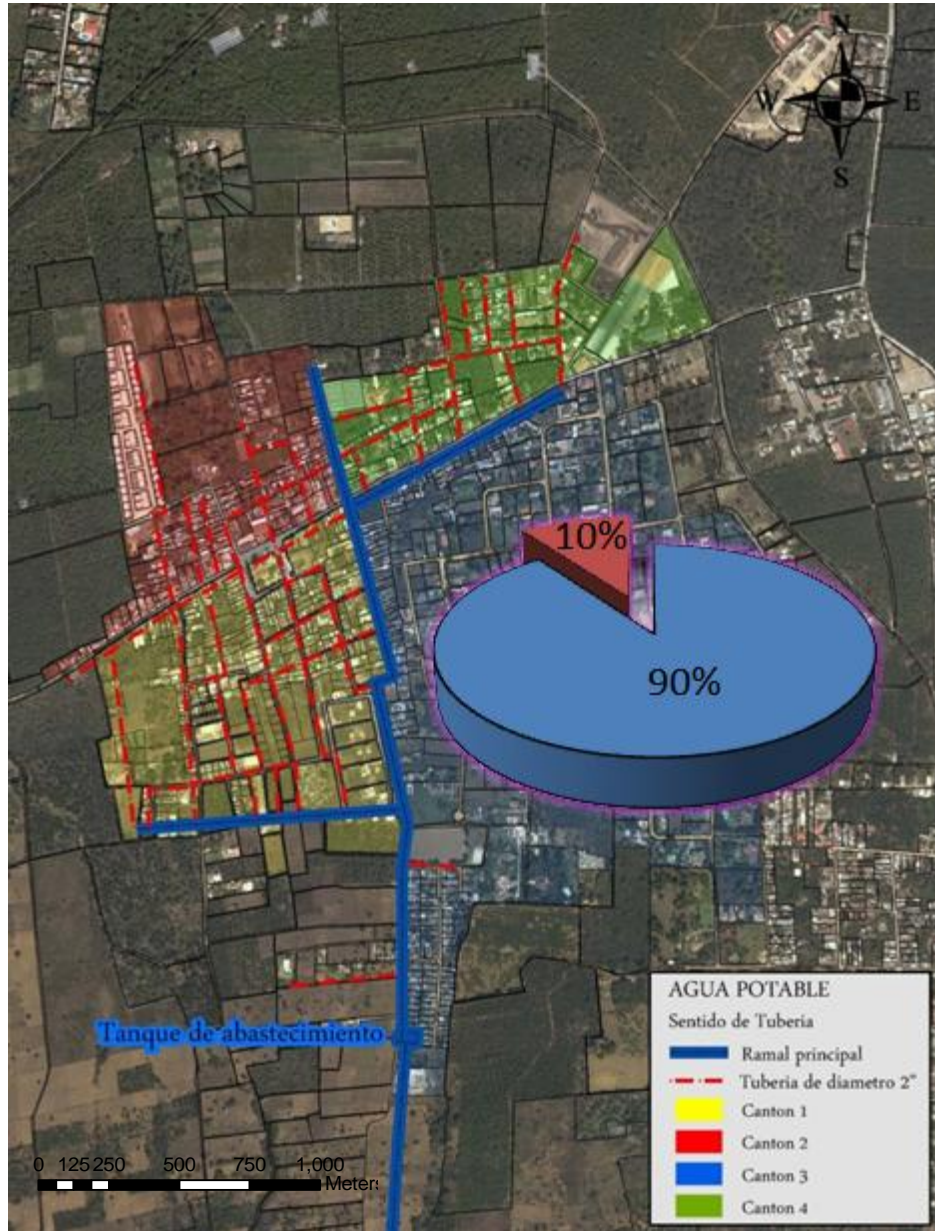 N
W E
S
10%
90%
Tanque de abastecimiento
AGUA POTABLE
Sentido de Tuberia
Ramal principal
Tuberia de diametro 2"
Canton 1
Canton 2
Canton 3
Canton 4
0 125 250 500 750 1,000
Meters